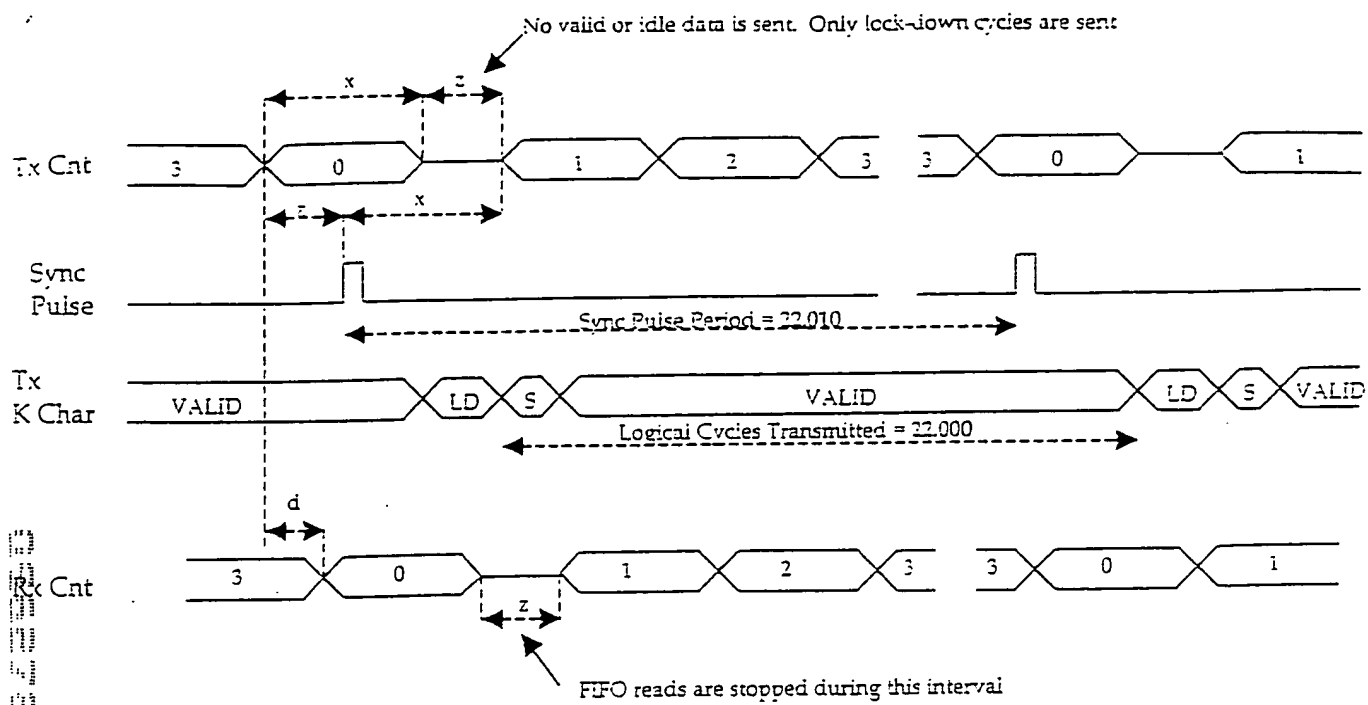 No valid or idle data is sent. Only lock-down cycles are sent
x
z
Tx Cnt
3
0
1
2
3
3
0
1
z
x
Sync
Pulse
Sync Pulse Period = 22.010
Tx
K Char
VALID
LD
S
VALID
LD
S
VALID
Logical Cycles Transmitted = 22.000
d
Rx Cnt
3
0
1
2
3
3
0
1
z
FIFO reads are stopped during this interval